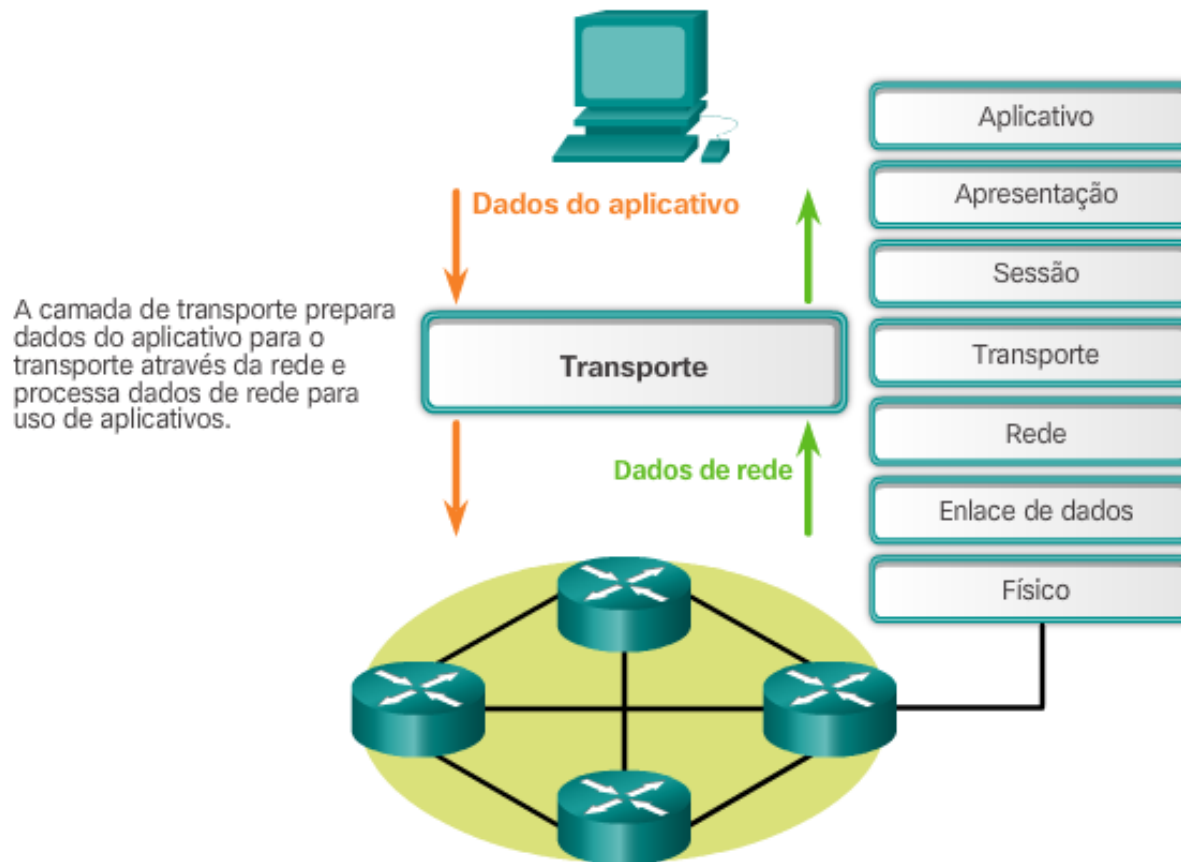 Dados do aplicativo
A camada de transporte prepara
dados do aplicativo para o
transporte através da rede e
processa dados de rede para
uso de aplicativos.
Transporte
Dados de rede
Aplicativo
Apresentação
Sessão
Transporte
Rede
Enlace de dados
Físico